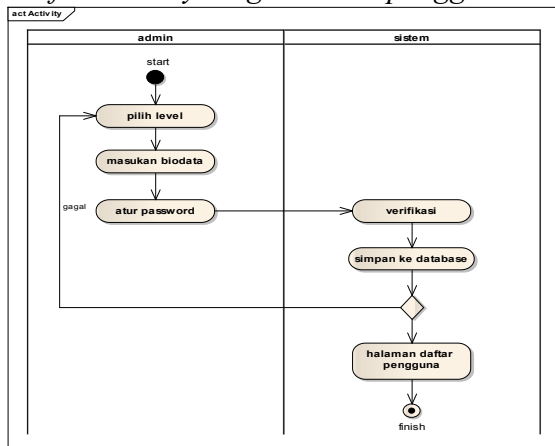 act Activity
admin
sistem
start
pilih level
masukan biodata
gagal
atur password
verifikasi
simpan ke database
halaman daftar
pengguna
finish